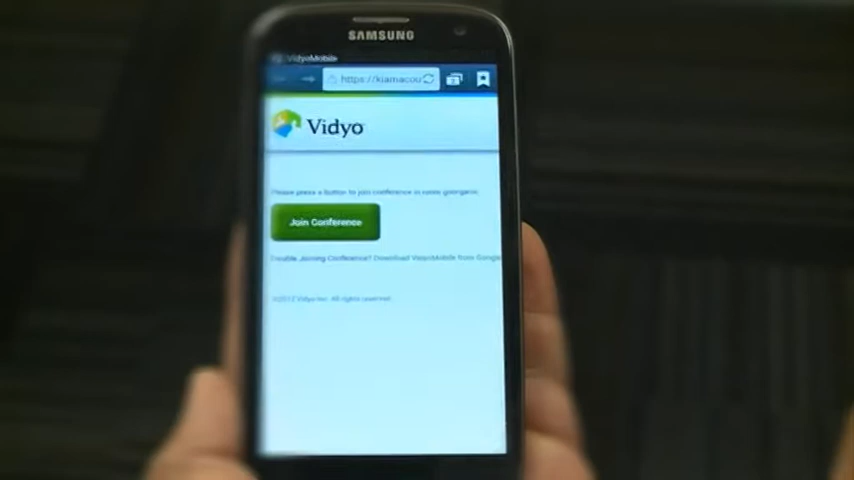 SAMSUNG
VidyoMobile
https://kiamacou
Vidyo
Please press a button to join conference in room
Join Conference
Trouble Joining Conference? Download VidyoMobile from Google
©2012 Vidyo Inc. All rights reserved.